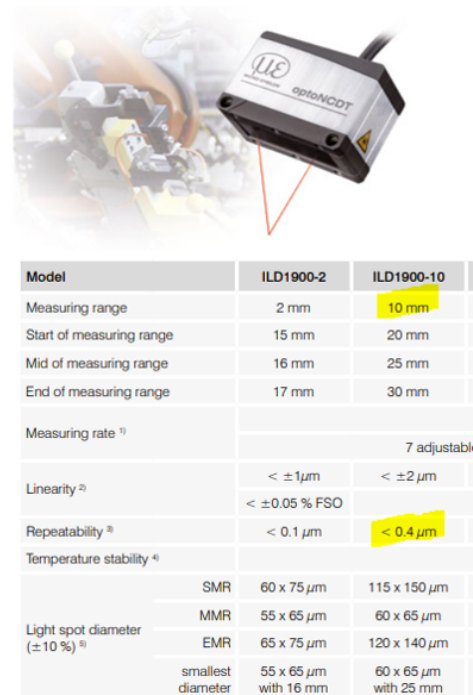 με
optoNCDT
Model ILD1900-2 ILD1900-10
Measuring range 2 mm 10 mm
Start of measuring range 15 mm 20 mm
Mid of measuring range 16 mm 25 mm
End of measuring range 17 mm 30 mm
Measuring rate 1)
7 adjustable
Linearity 2) < ±1μm < ±2 μm
< ±0.05 % FSO
Repeatability 3) < 0.1 μm < 0.4 μm
Temperature stability 4)
Light spot diameter
(±10 %) 5)
SMR 60 x 75 μm 115 x 150 μm
MMR 55 x 65 μm 60 x 65 μm
EMR 65 x 75 μm 120 x 140 μm
smallest
diameter
55 x 65 μm
with 16 mm
60 x 65 μm
with 25 mm